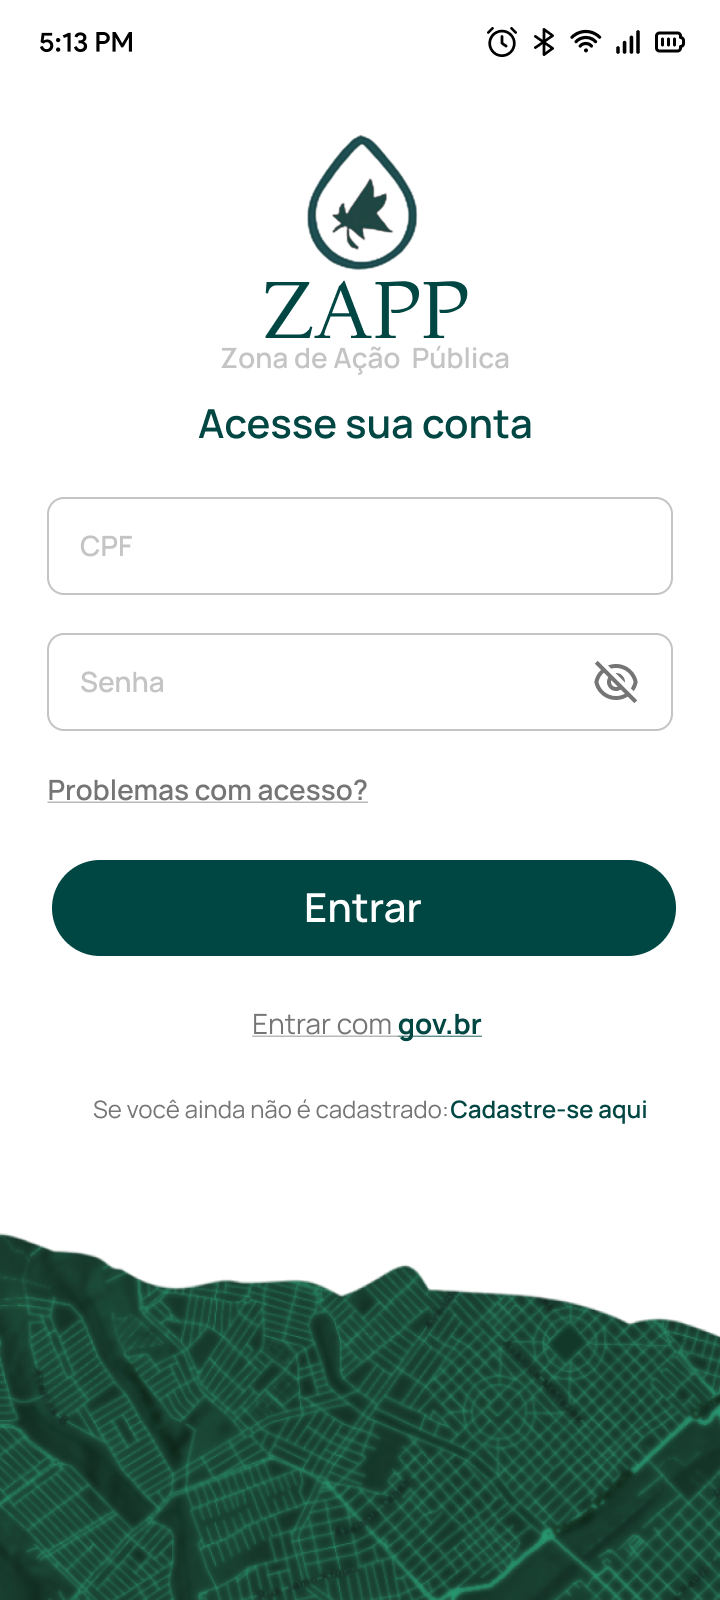 5:13 PM
ZAPP
Zona de Ação Pública
Acesse sua conta
CPF
Senha
Problemas com acesso?
Entrar
Entrar com gov.br
Se você ainda não é cadastrado:Cadastre-se aqui